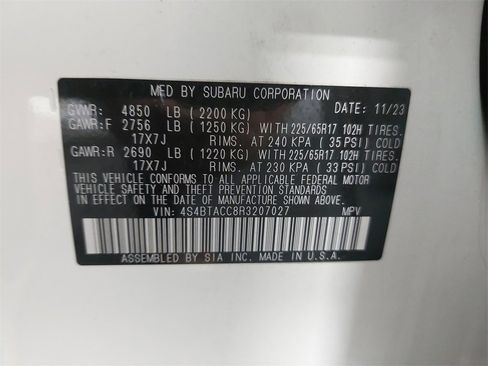 MFD BY SUBARU CORPORATION
GVWR: 4850 LB ( 2200 KG) DATE: 11/23
GAWR:F 2756 LB ( 1250 KG) WITH 225/65R17 102H TIRES.
17X7J RIMS. AT 240 KPA ( 35 PSI) COLD
GAWR:R 2690 LB ( 1220 KG) WITH 225/65R17 102H TIRES.
17X7J RIMS. AT 230 KPA ( 33 PSI) COLD
THIS VEHICLE CONFORMS TO ALL APPLICABLE FEDERAL MOTOR
VEHICLE SAFETY AND THEFT PREVENTION STANDARDS
IN EFFECT ON THE DATE OF MANUFACTURE SHOWN ABOVE.
VIN: 4S4BTACC8R3207027 MPV
ASSEMBLED BY SIA INC. MADE IN U.S.A.